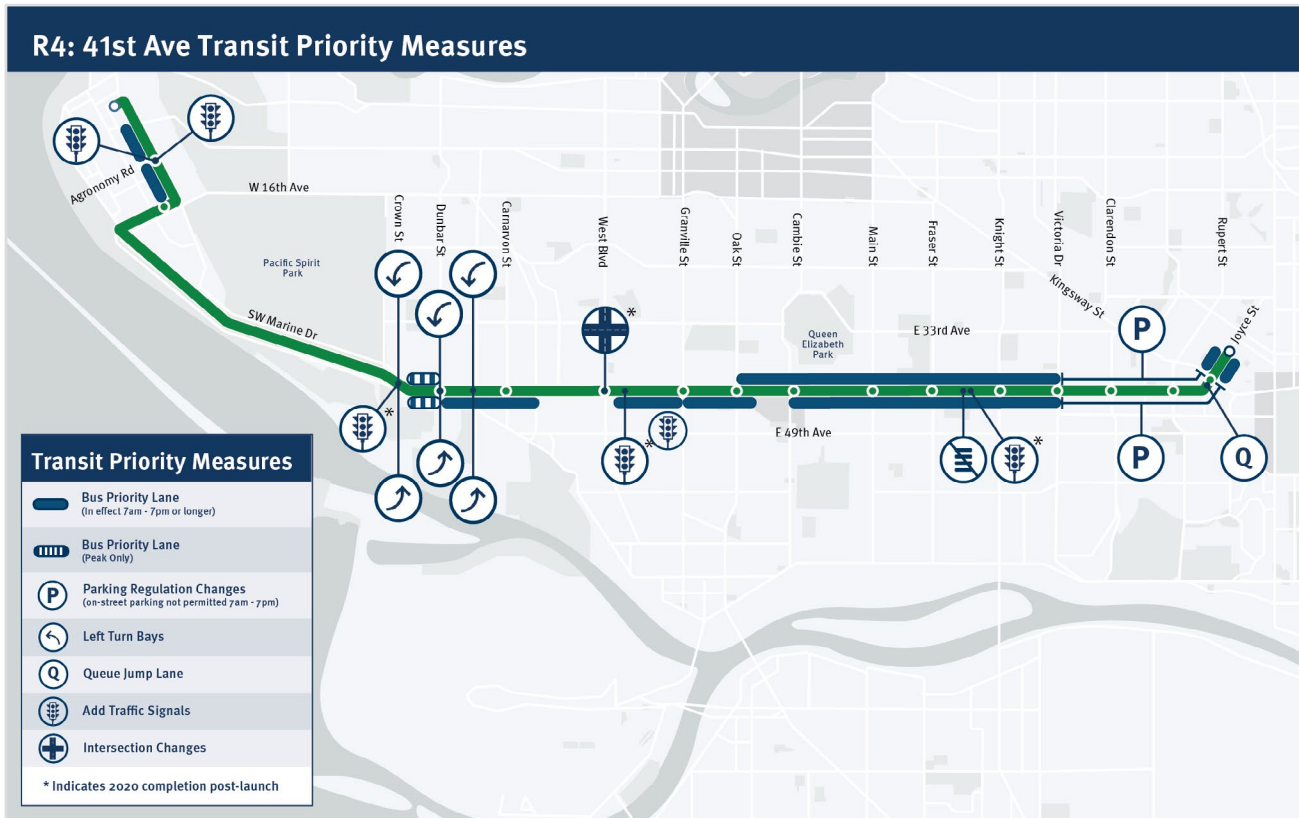 R4: 41st Ave Transit Priority Measures
Agronomy Rd
W 16th Ave
Pacific Spirit
Park
SW Marine Dr
Crown St
Dunbar St
Carnarvon St
West Blvd
Granville St
Oak St
Cambie St
Main St
Fraser St
Knight St
Victoria Dr
Clarendon St
Rupert St
Kingsway St
Joyce St
*
Queen
Elizabeth
Park
E 33rd Ave
P
*
*
*
E 49th Ave
P
Q
Transit Priority Measures
Bus Priority Lane
(In effect 7am - 7pm or longer)
Bus Priority Lane
(Peak Only)
P
Parking Regulation Changes
(on-street parking not permitted 7am - 7pm)
Left Turn Bays
Q
Queue Jump Lane
Add Traffic Signals
Intersection Changes
* Indicates 2020 completion post-launch